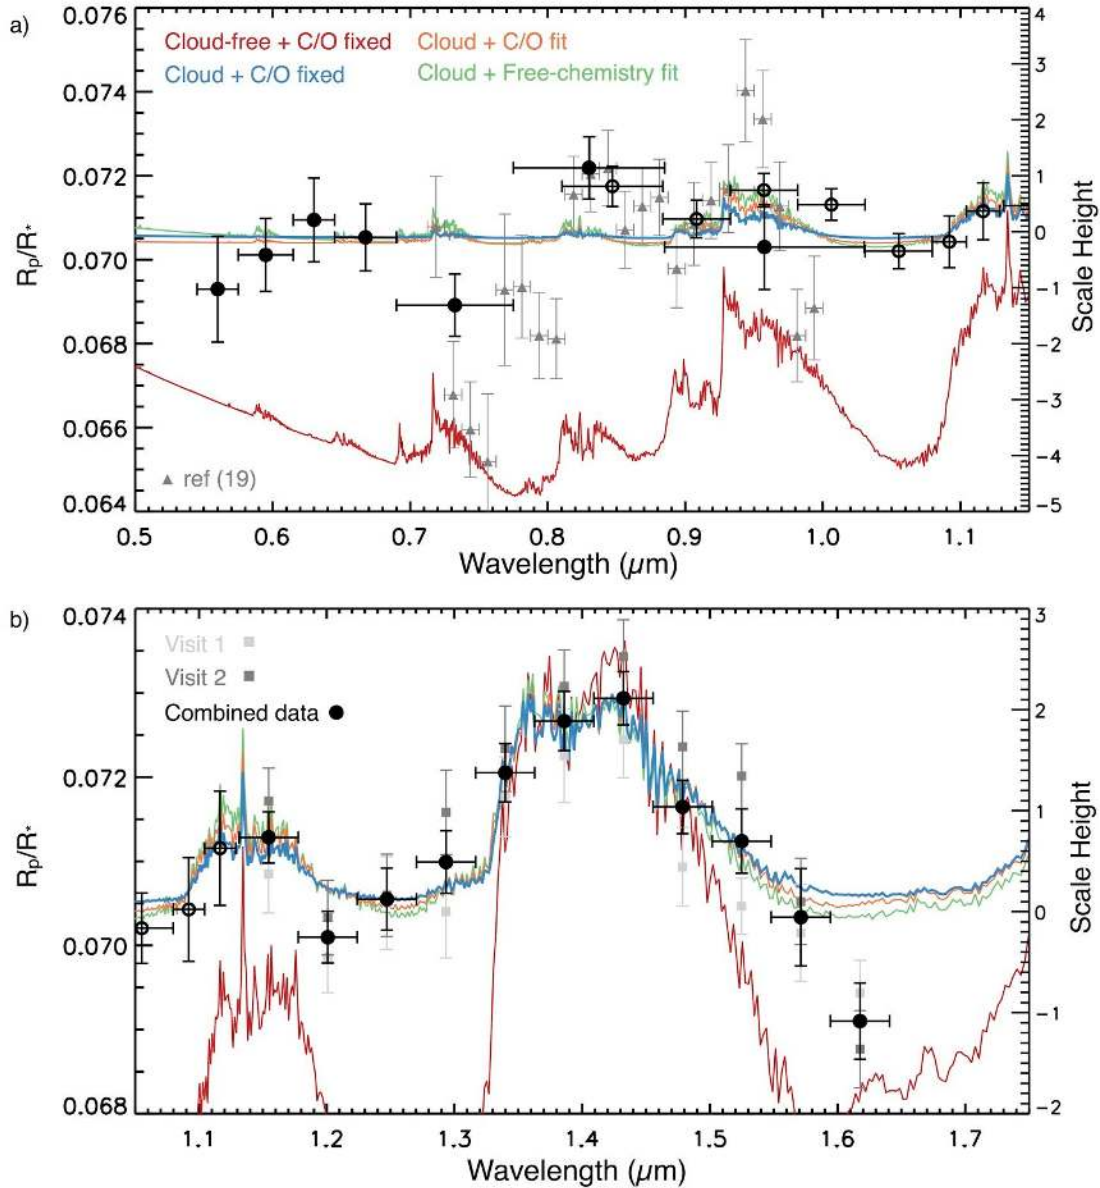 a)
Cloud-free + C/O fixed
Cloud + C/O fit
Cloud + C/O fixed
Cloud + Free-chemistry fit
0.076
0.074
0.072
0.070
0.068
0.066
0.064
Rp/R*
4
3
2
1
0
−1
−2
−3
−4
−5
Scale Height
▲ ref (19)
0.5 0.6 0.7 0.8 0.9 1.0 1.1
Wavelength (μm)
b)
Visit 1
Visit 2
Combined data
0.074
0.072
0.070
0.068
Rp/R*
3
2
1
0
−1
−2
Scale Height
1.1 1.2 1.3 1.4 1.5 1.6 1.7
Wavelength (μm)